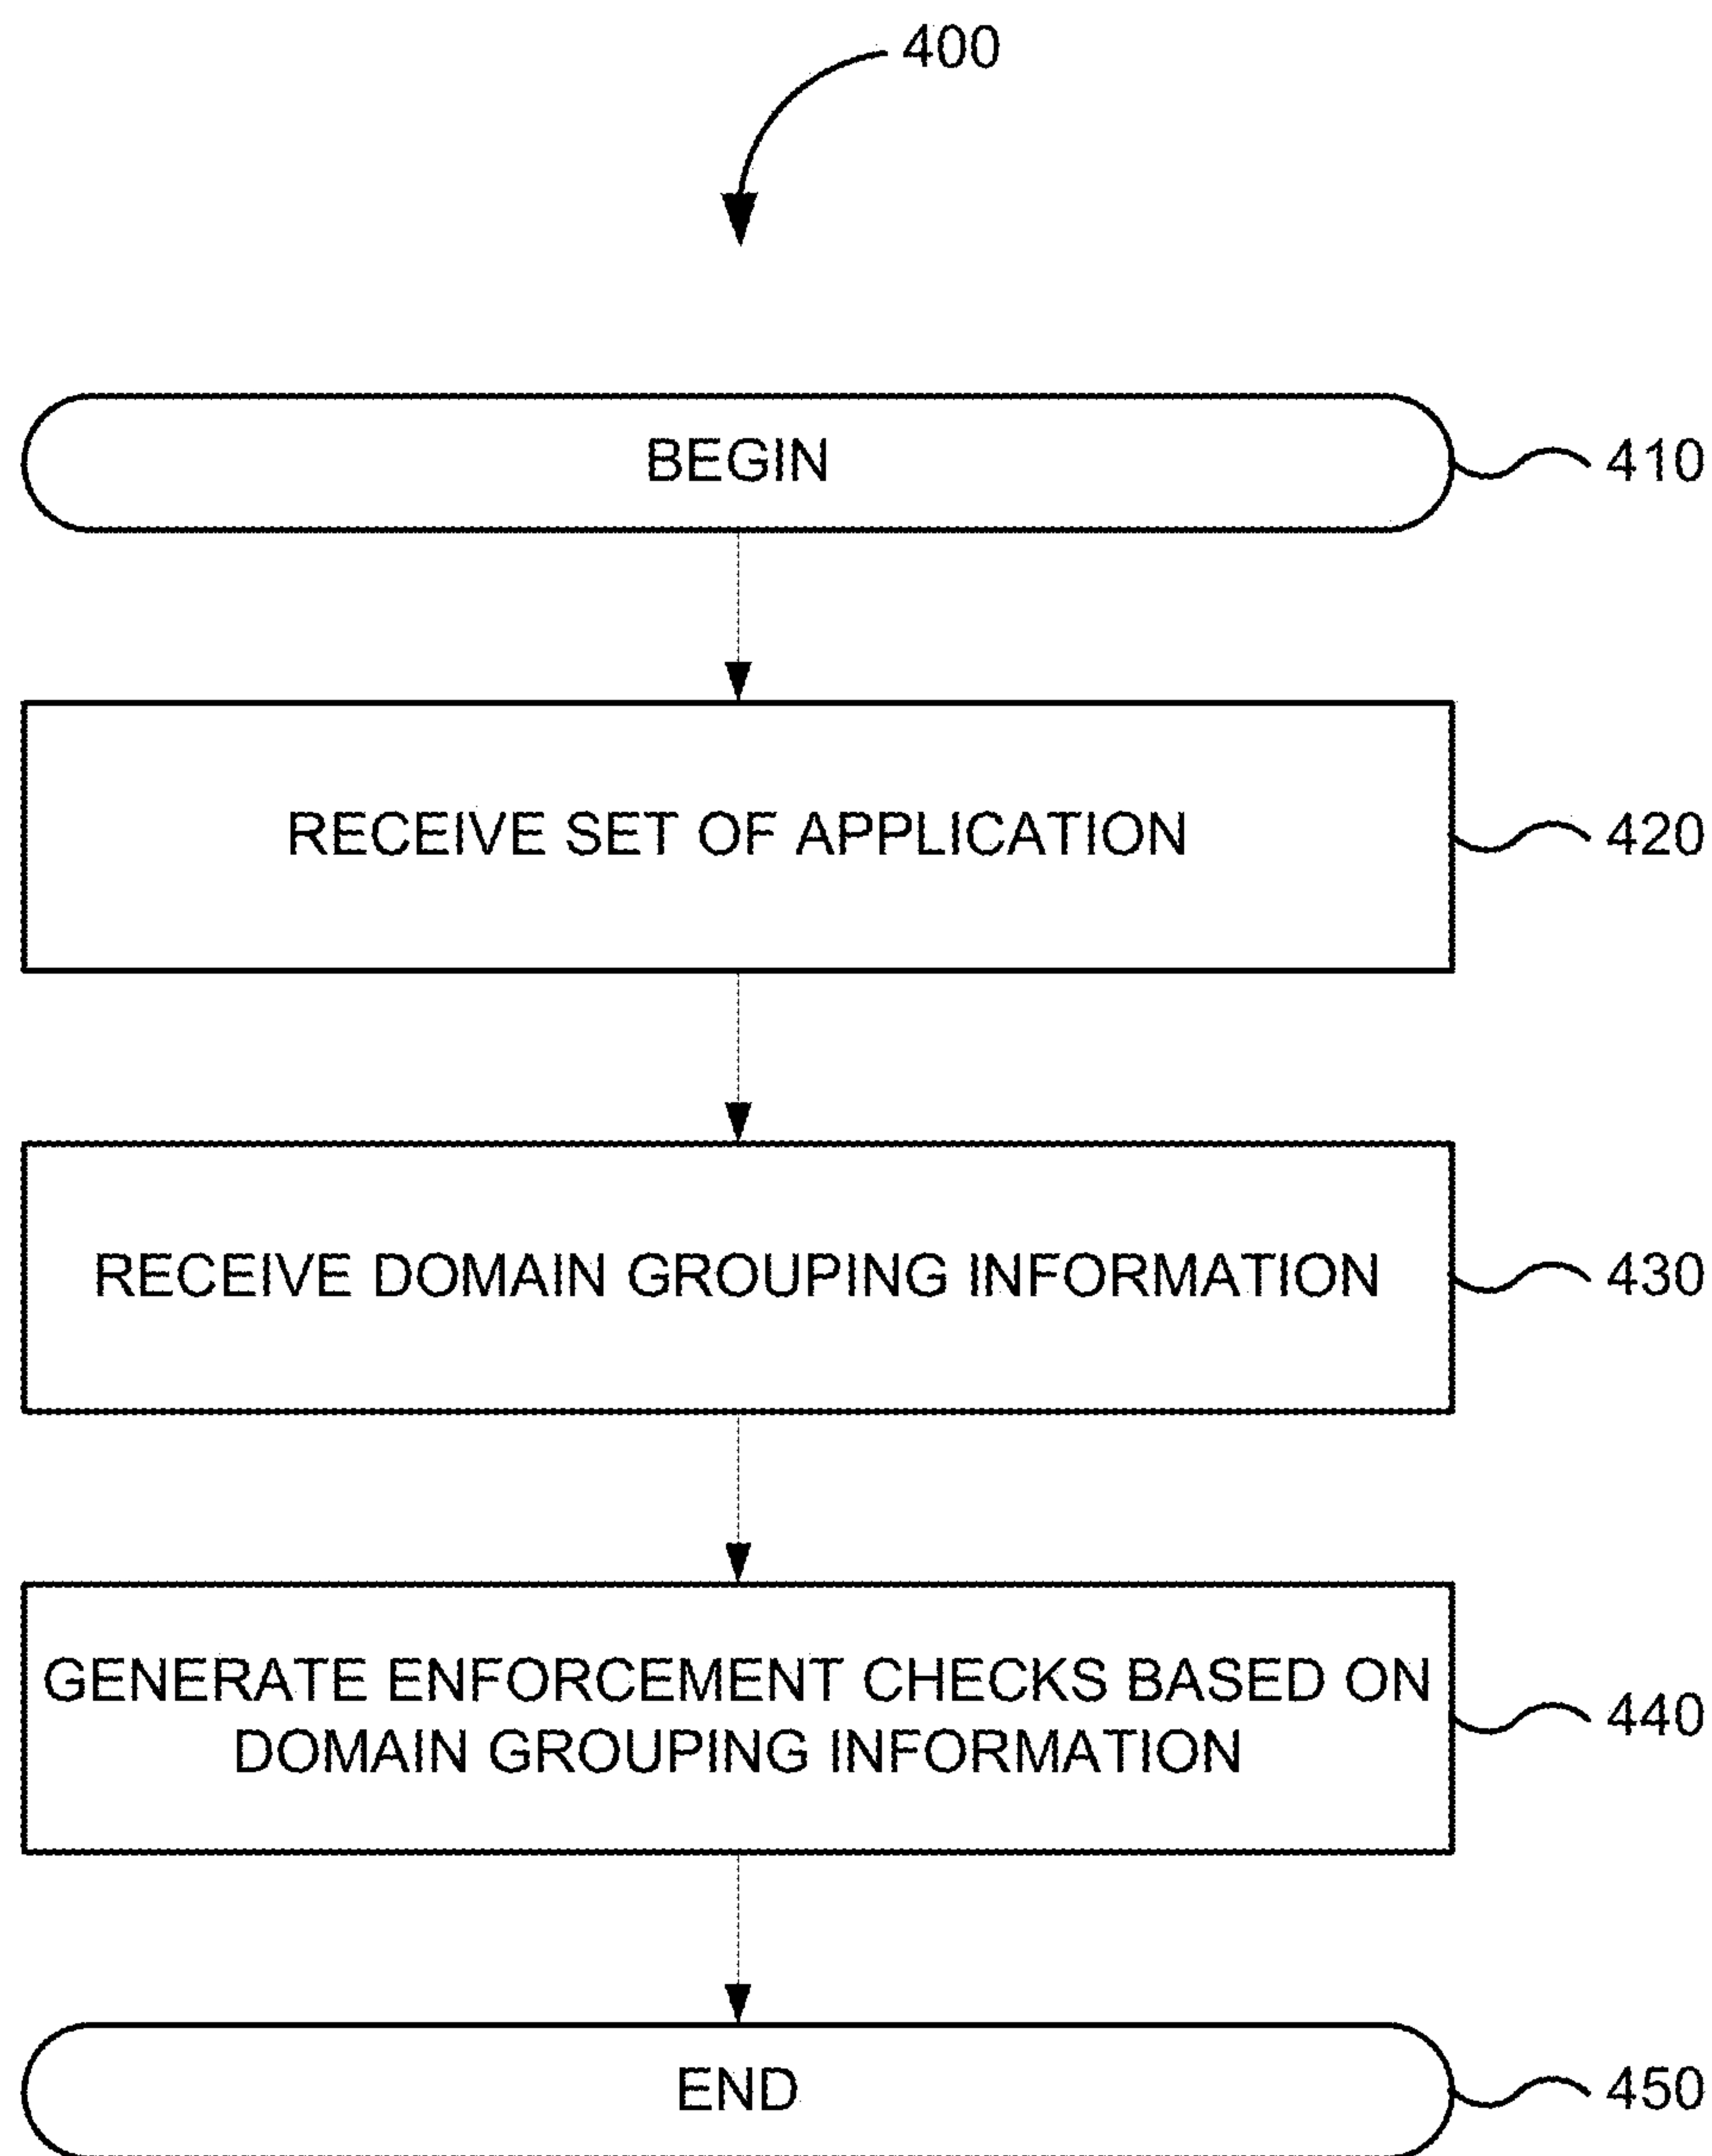 400
BEGIN
410
RECEIVE SET OF APPLICATION
420
RECEIVE DOMAIN GROUPING INFORMATION
430
GENERATE ENFORCEMENT CHECKS BASED ON
DOMAIN GROUPING INFORMATION
440
END
450